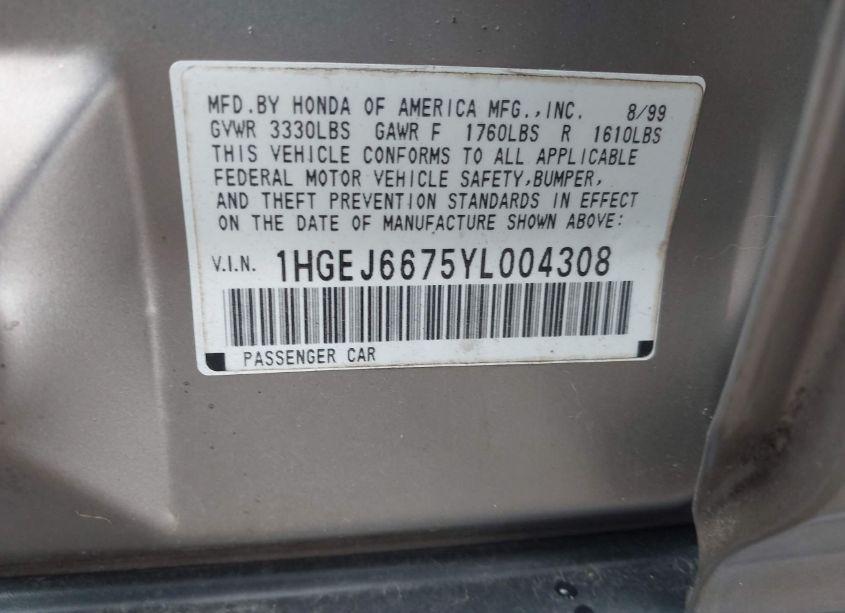 MFD.BY HONDA OF AMERICA MFG.,INC. 8/99
GVWR 3330LBS GAWR F 1760LBS R 1610LBS
THIS VEHICLE CONFORMS TO ALL APPLICABLE
FEDERAL MOTOR VEHICLE SAFETY,BUMPER,
AND THEFT PREVENTION STANDARDS IN EFFECT
ON THE DATE OF MANUFACTURE SHOWN ABOVE:
V.I.N. 1HGEJ6675YL004308
PASSENGER CAR